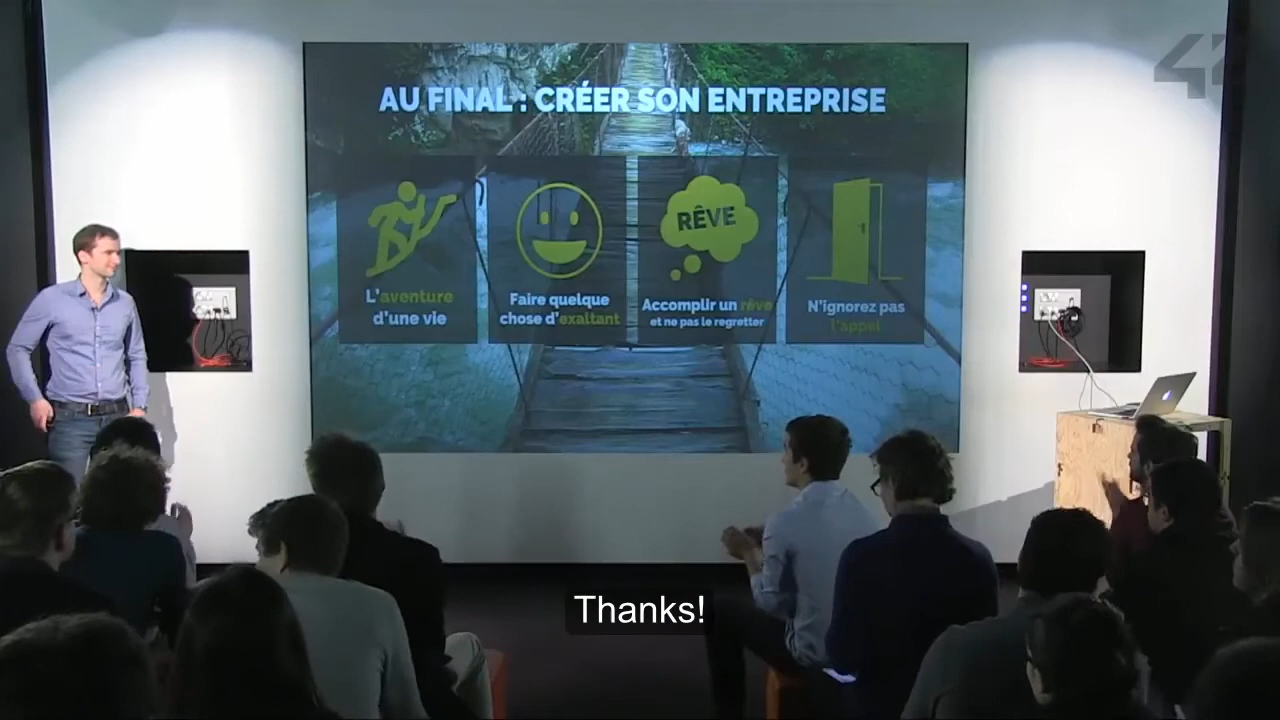 42
AU FINAL : CRÉER SON ENTREPRISE
RÊVE
L'aventure
d'une vie
Faire quelque
chose d'exaltant
Accomplir un rêve
et ne pas le regretter
N'ignorez pas
l'appel
Thanks!